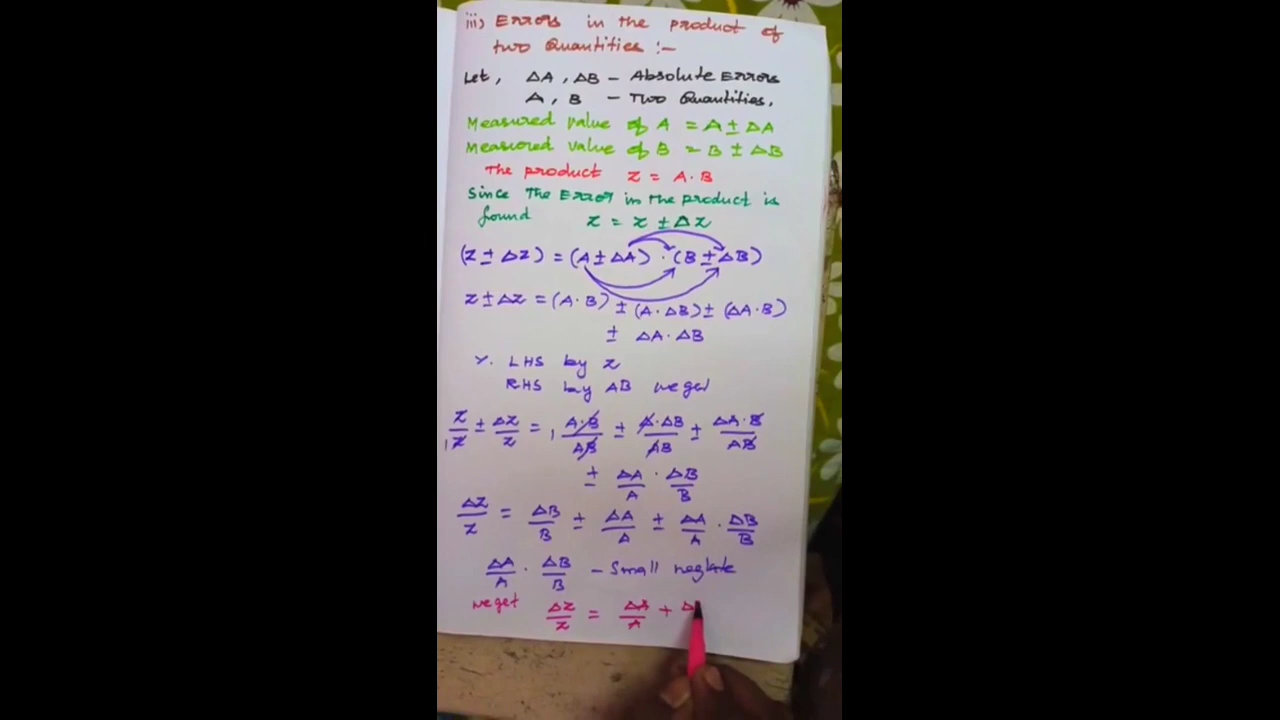 iii) Errors in the product of
two Quantities :-
Let, ΔA, ΔB - Absolute Errors
A, B - Two Quantities.
Measured value of A = A ± ΔA
Measured value of B = B ± ΔB
The product Z = A·B
Since The Error in the product is
found Z = Z ± ΔZ
(Z ± ΔZ) = (A ± ΔA) · (B ± ΔB)
Z ± ΔZ = (A·B) ± (A·ΔB) ± (ΔA·B)
± ΔA·ΔB
÷. LHS by Z
RHS by AB we get
Z/Z ± ΔZ/Z = A·B/AB ± A·ΔB/AB ± ΔA·B/AB
± ΔA/A · ΔB/B
ΔZ/Z = ΔB/B ± ΔA/A ± ΔA/A · ΔB/B
ΔA/A · ΔB/B - Small
we get ΔZ/Z = ΔA/A + Δ